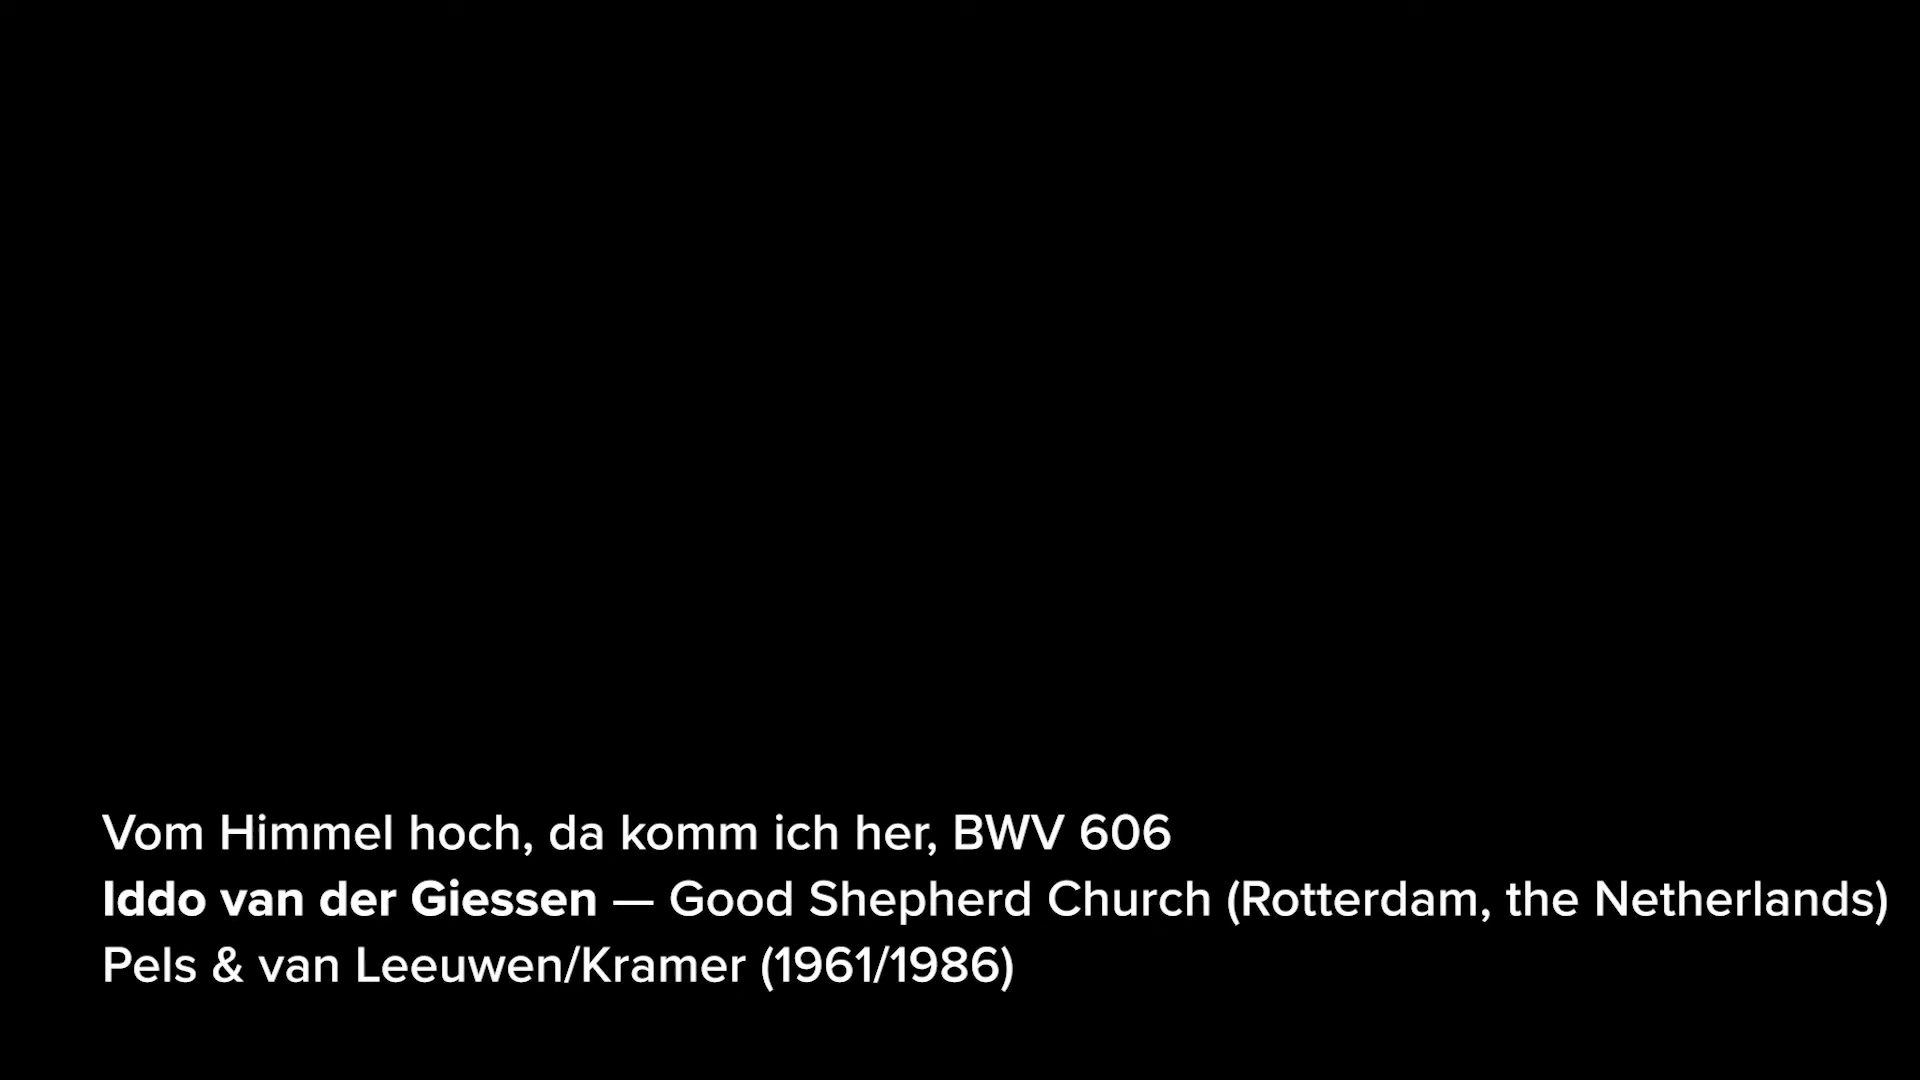 Vom Himmel hoch, da komm ich her, BWV 606
Iddo van der Giessen — Good Shepherd Church (Rotterdam, the Netherlands)
Pels & van Leeuwen/Kramer (1961/1986)